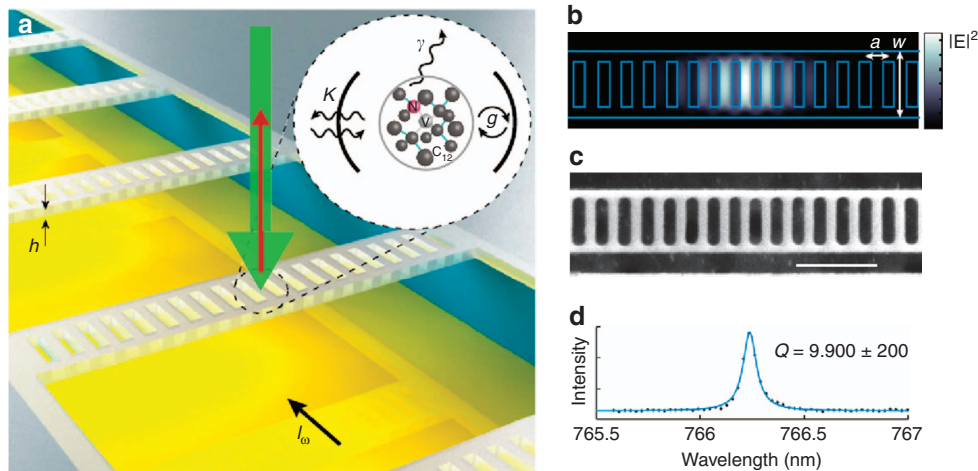 a
K
γ
N
V
g
C12
h
Iω
b
a
w
|E|2
c
d
Intensity
Q = 9.900 ± 200
765.5 766 766.5 767
Wavelength (nm)